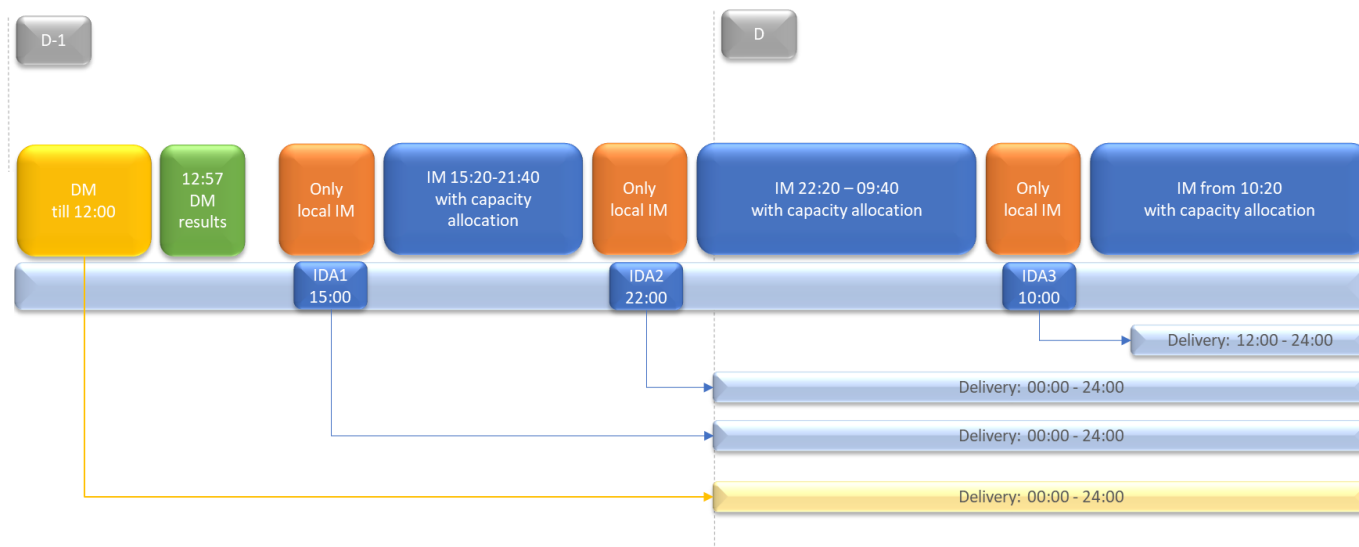 D-1
D
DM
till 12:00
12:57
DM
results
Only
local IM
IM 15:20-21:40
with capacity
allocation
Only
local IM
IM 22:20 – 09:40
with capacity allocation
Only
local IM
IM from 10:20
with capacity allocation
IDA1
15:00
IDA2
22:00
IDA3
10:00
Delivery: 12:00 - 24:00
Delivery: 00:00 - 24:00
Delivery: 00:00 - 24:00
Delivery: 00:00 - 24:00